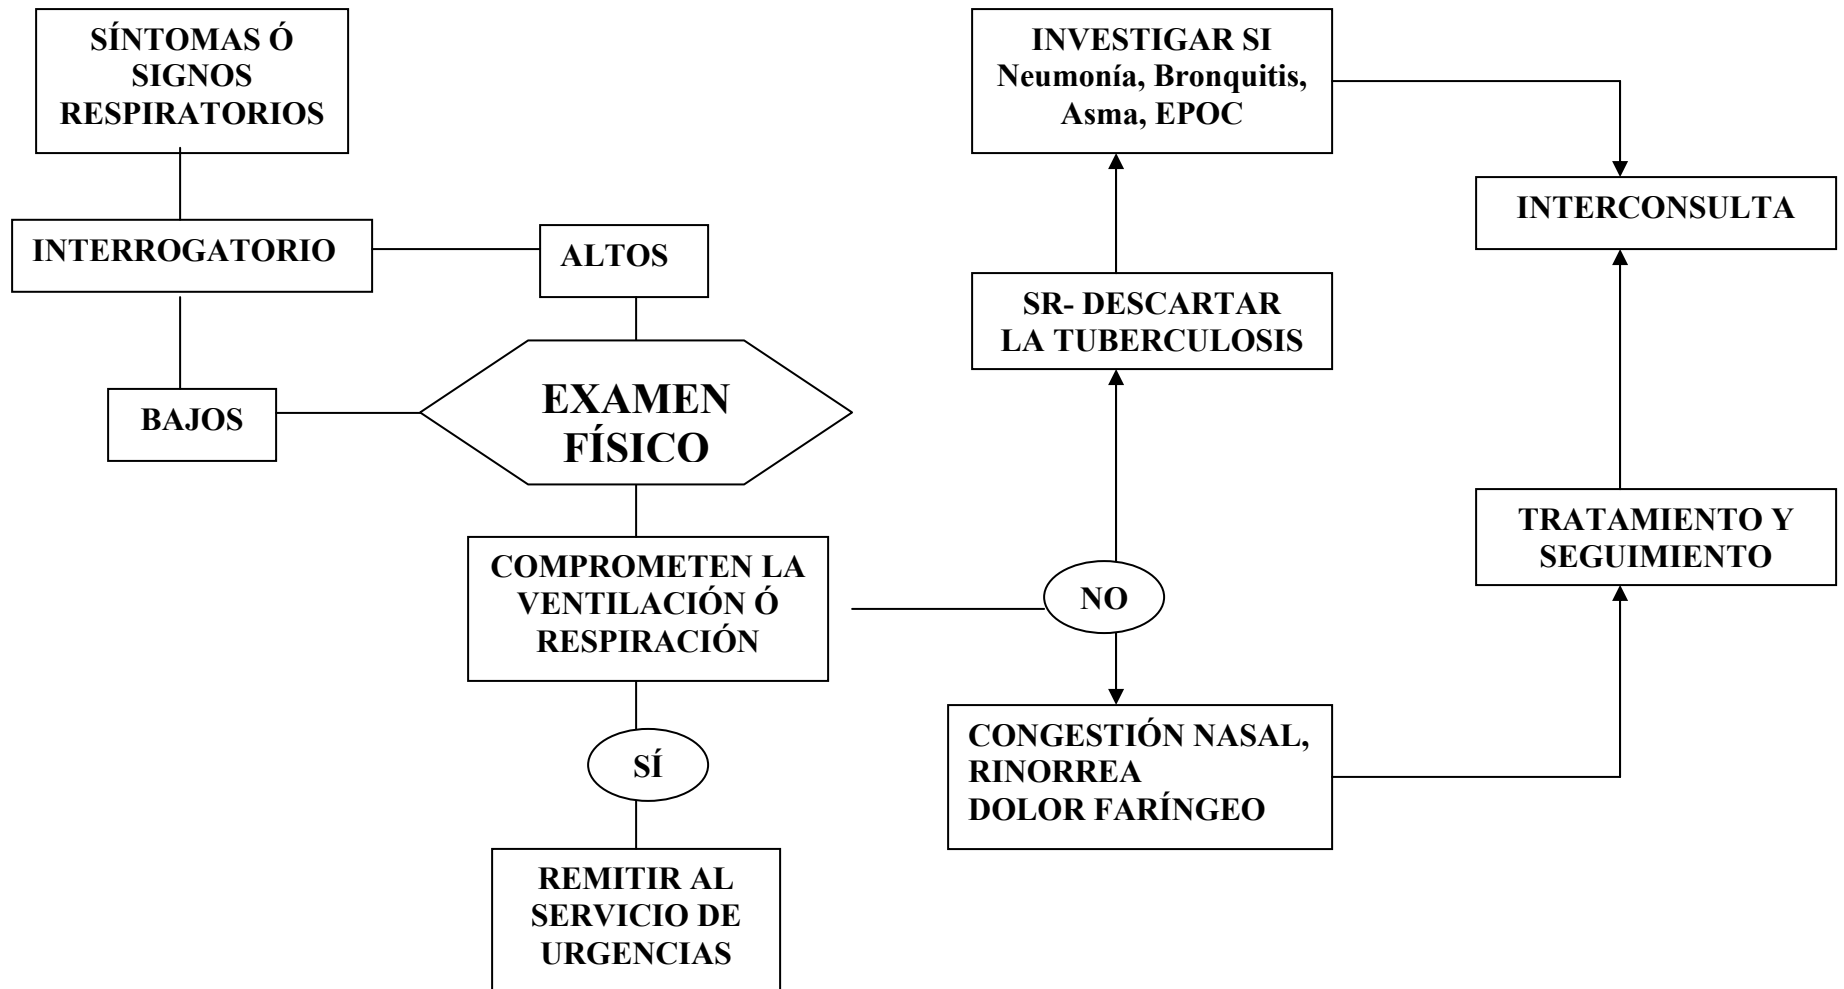 SÍNTOMAS Ó
SIGNOS
RESPIRATORIOS
INTERROGATORIO
ALTOS
BAJOS
EXAMEN
FÍSICO
COMPROMETEN LA
VENTILACIÓN Ó
RESPIRACIÓN
SÍ
REMITIR AL
SERVICIO DE
URGENCIAS
NO
INVESTIGAR SI
Neumonía, Bronquitis,
Asma, EPOC
SR- DESCARTAR
LA TUBERCULOSIS
CONGESTIÓN NASAL,
RINORREA
DOLOR FARÍNGEO
INTERCONSULTA
TRATAMIENTO Y
SEGUIMIENTO